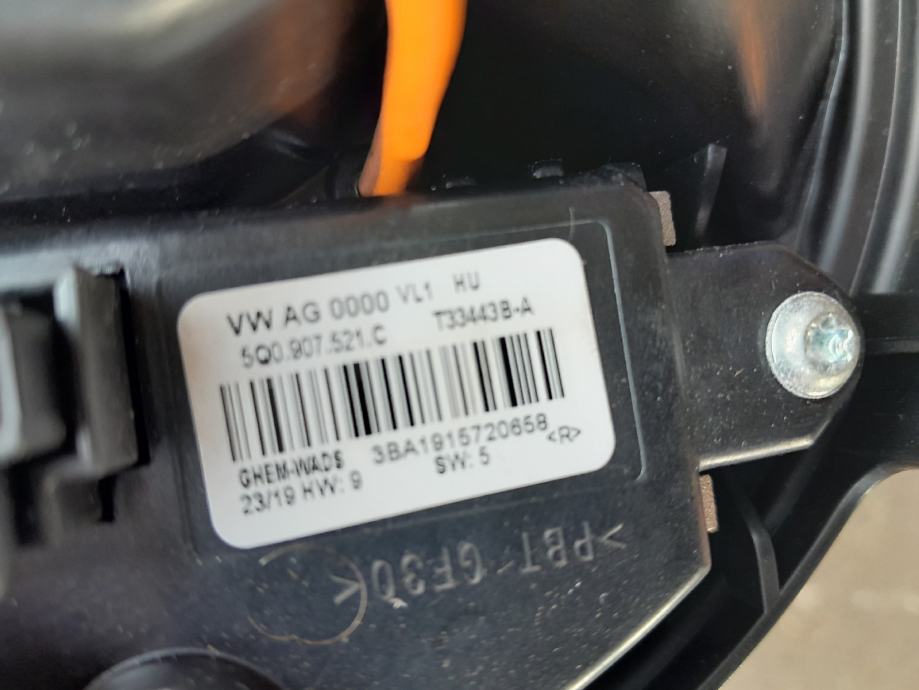 VW AG 0000 VL1 HU
5Q0.907.521.C T33443B-A
3BA1915720658
GHEM-WADS <R>
23/19 HW: 9 SW: 5
>PBT-GF30<